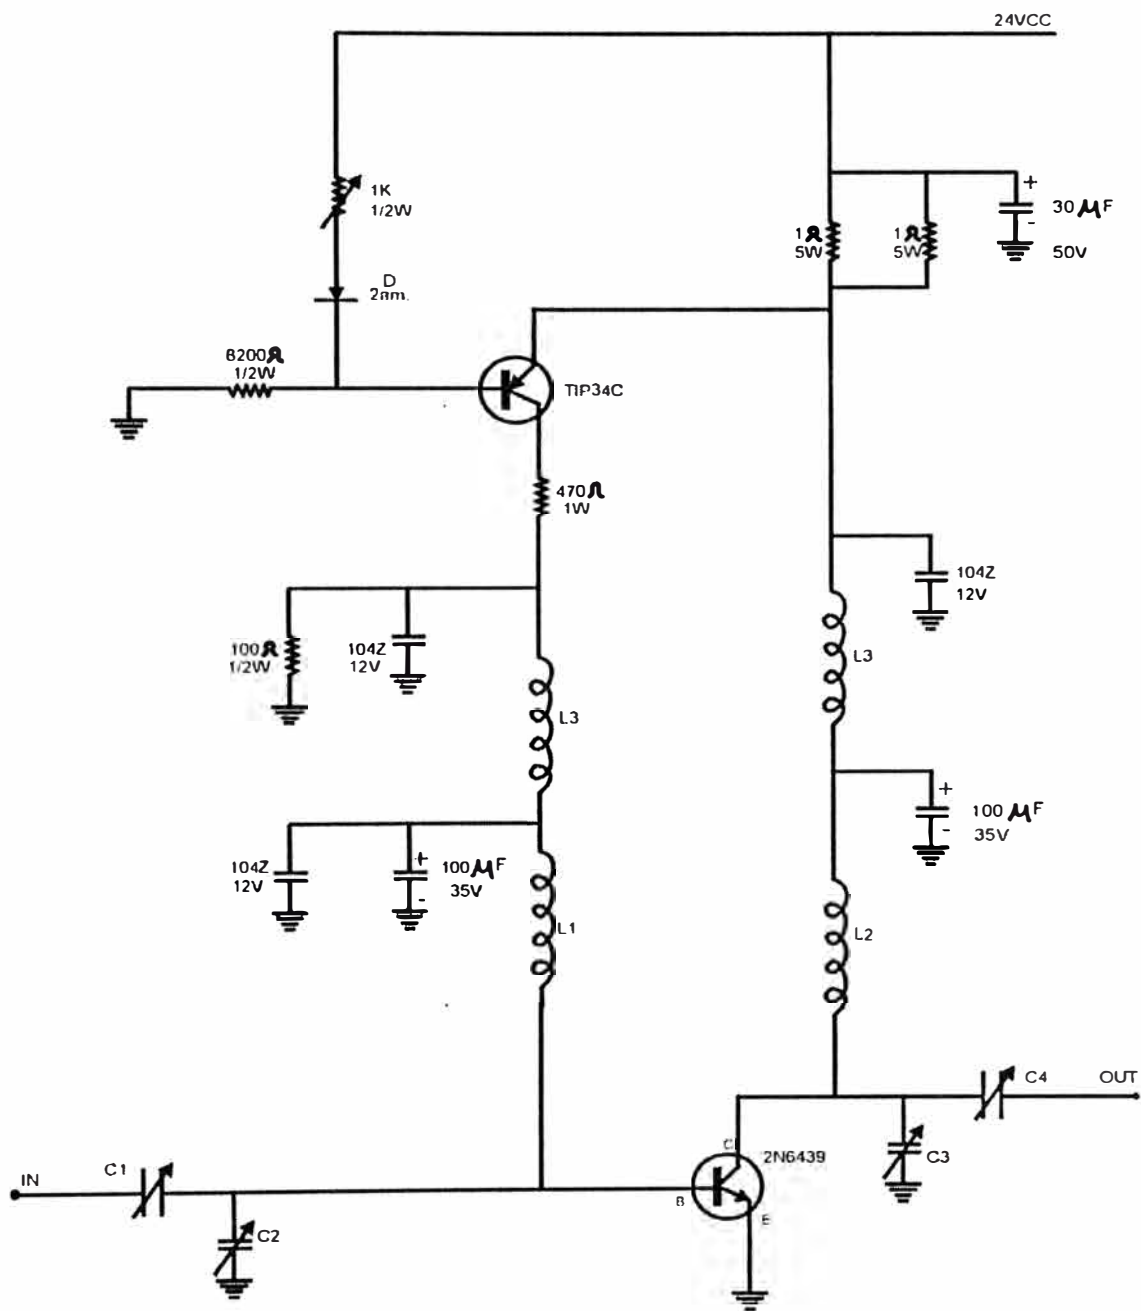 24VCC
1K
1/2W
1Ω
5W
1Ω
5W
+
30 μF
-
50V
D
2am.
8200Ω
1/2W
TIP34C
470Ω
1W
104Z
12V
100Ω
1/2W
104Z
12V
L3
L3
+
100 μF
-
35V
104Z
12V
+
100 μF
35V
-
L1
L2
C4
OUT
C1
IN
C
2N6439
C3
B
E
C2